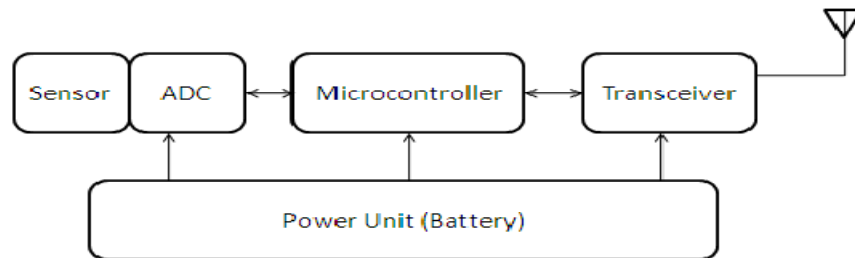 Sensor ADC Microcontroller Transceiver
Power Unit (Battery)